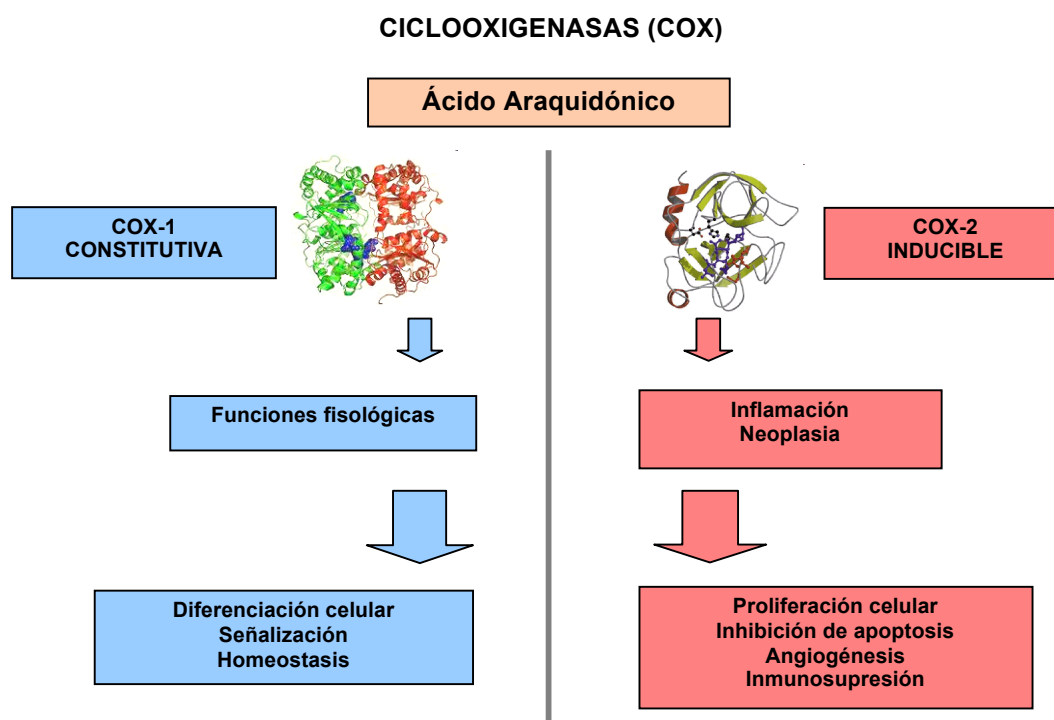 CICLOOXIGENASAS (COX)
Ácido Araquidónico
COX-1
CONSTITUTIVA
COX-2
INDUCIBLE
Funciones fisológicas
Inflamación
Neoplasia
Diferenciación celular
Señalización
Homeostasis
Proliferación celular
Inhibición de apoptosis
Angiogénesis
Inmunosupresión